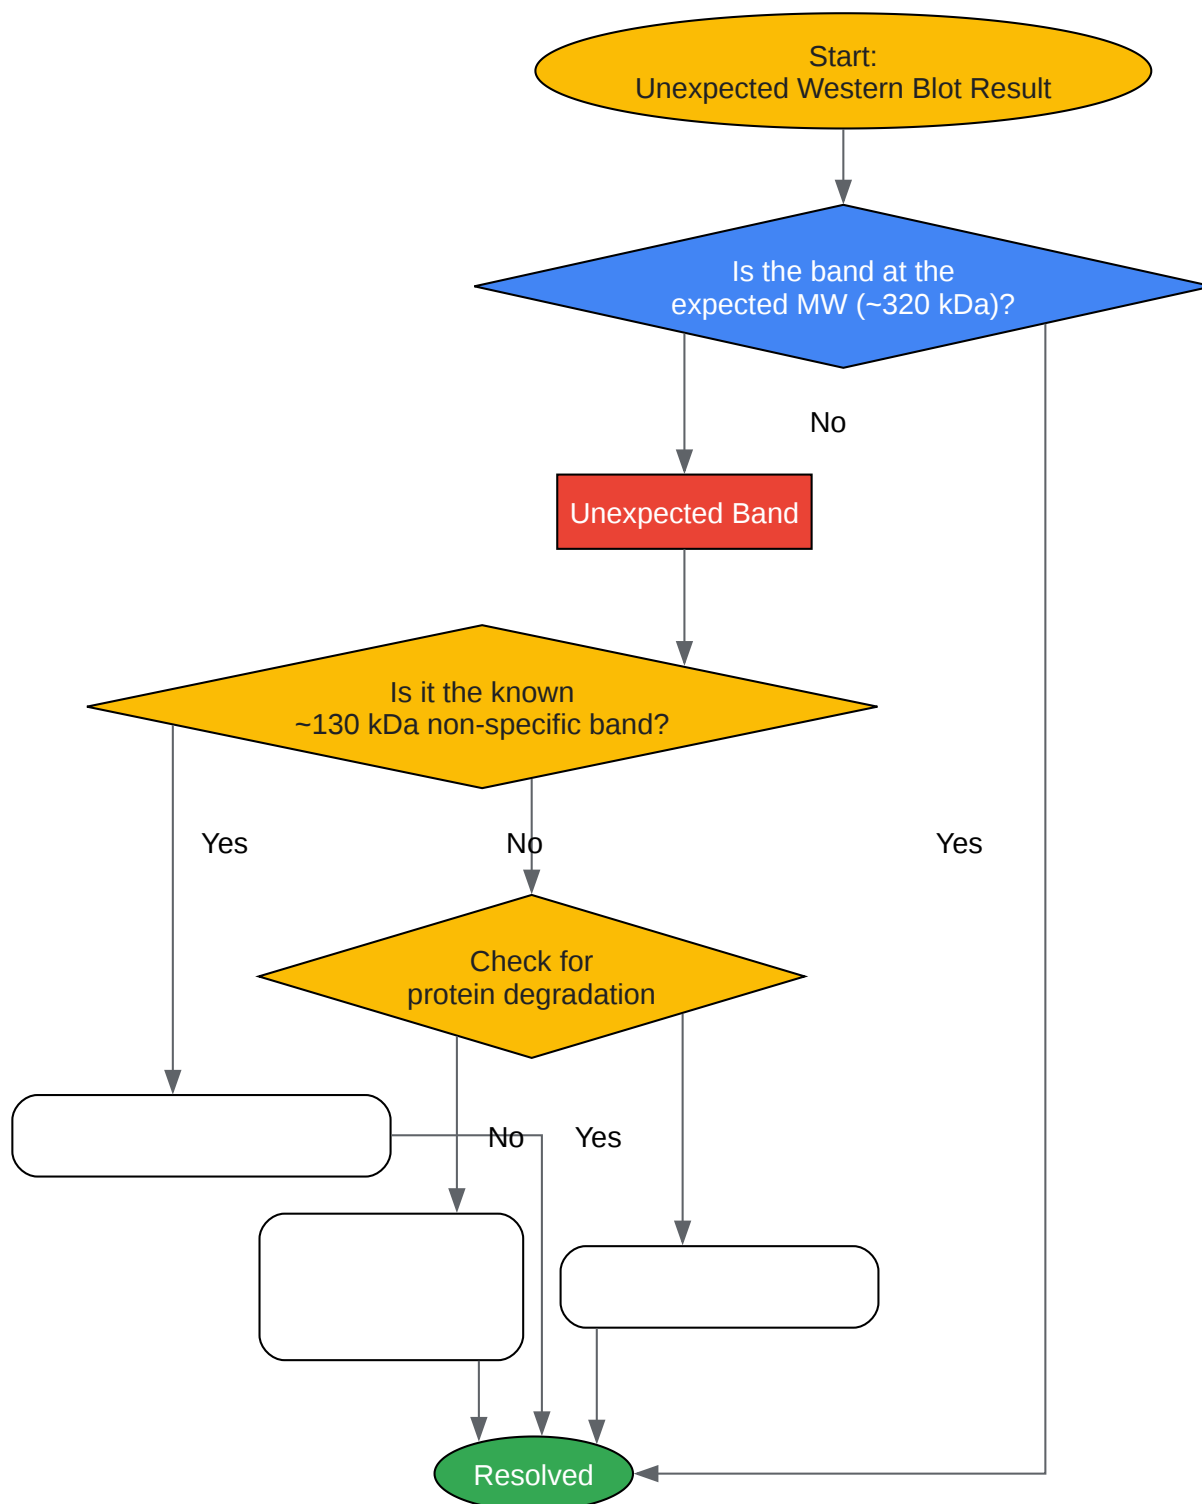 Start:
Unexpected Western Blot Result
Is the band at the
expected MW (~320 kDa)?
No
Unexpected Band
Is it the known
~130 kDa non-specific band?
Yes
No
Yes
Check for
protein degradation
No
Yes
Resolved